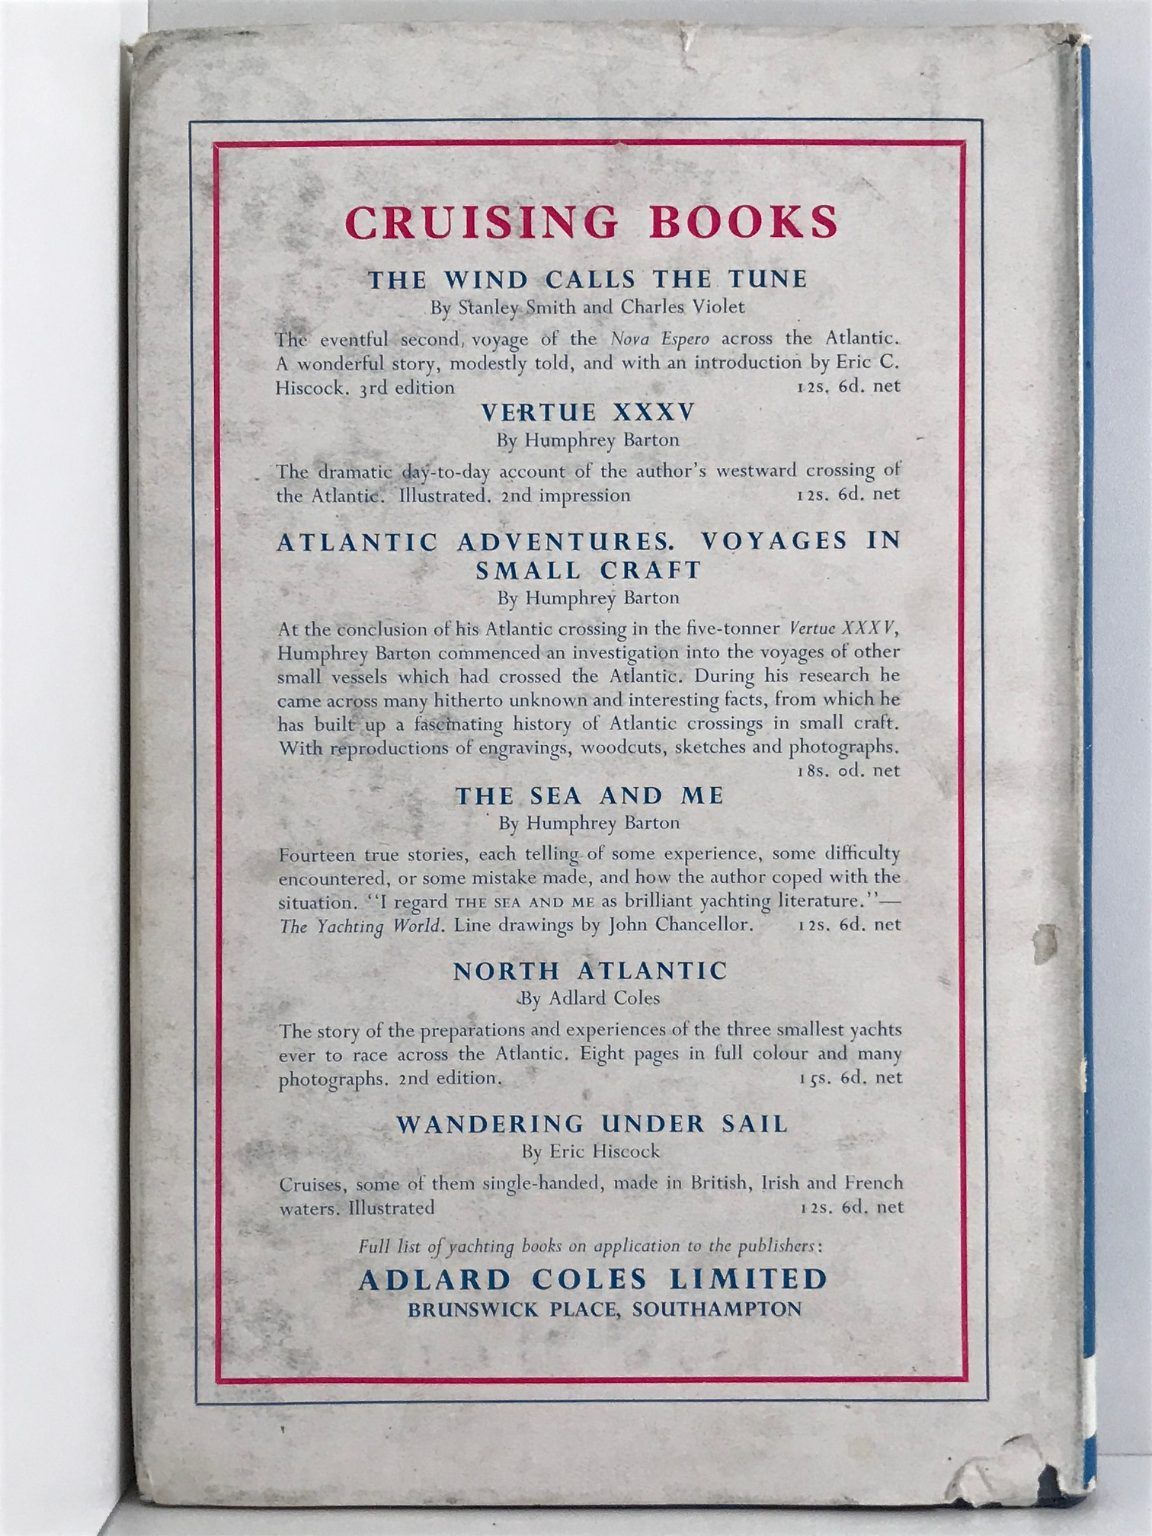 CRUISING BOOKS
THE WIND CALLS THE TUNE
By Stanley Smith and Charles Violet
The eventful second voyage of the Nova Espero across the Atlantic.
A wonderful story, modestly told, and with an introduction by Eric C.
Hiscock. 3rd edition 12s. 6d. net
VERTUE XXXV
By Humphrey Barton
The dramatic day-to-day account of the author's westward crossing of
the Atlantic. Illustrated. 2nd impression 12s. 6d. net
ATLANTIC ADVENTURES. VOYAGES IN
SMALL CRAFT
By Humphrey Barton
At the conclusion of his Atlantic crossing in the five-tonner Vertue XXXV,
Humphrey Barton commenced an investigation into the voyages of other
small vessels which had crossed the Atlantic. During his research he
came across many hitherto unknown and interesting facts, from which he
has built up a fascinating history of Atlantic crossings in small craft.
With reproductions of engravings, woodcuts, sketches and photographs.
18s. 0d. net
THE SEA AND ME
By Humphrey Barton
Fourteen true stories, each telling of some experience, some difficulty
encountered, or some mistake made, and how the author coped with the
situation. "I regard THE SEA AND ME as brilliant yachting literature."—
The Yachting World. Line drawings by John Chancellor. 12s. 6d. net
NORTH ATLANTIC
By Adlard Coles
The story of the preparations and experiences of the three smallest yachts
ever to race across the Atlantic. Eight pages in full colour and many
photographs. 2nd edition. 15s. 6d. net
WANDERING UNDER SAIL
By Eric Hiscock
Cruises, some of them single-handed, made in British, Irish and French
waters. Illustrated 12s. 6d. net
Full list of yachting books on application to the publishers:
ADLARD COLES LIMITED
BRUNSWICK PLACE, SOUTHAMPTON